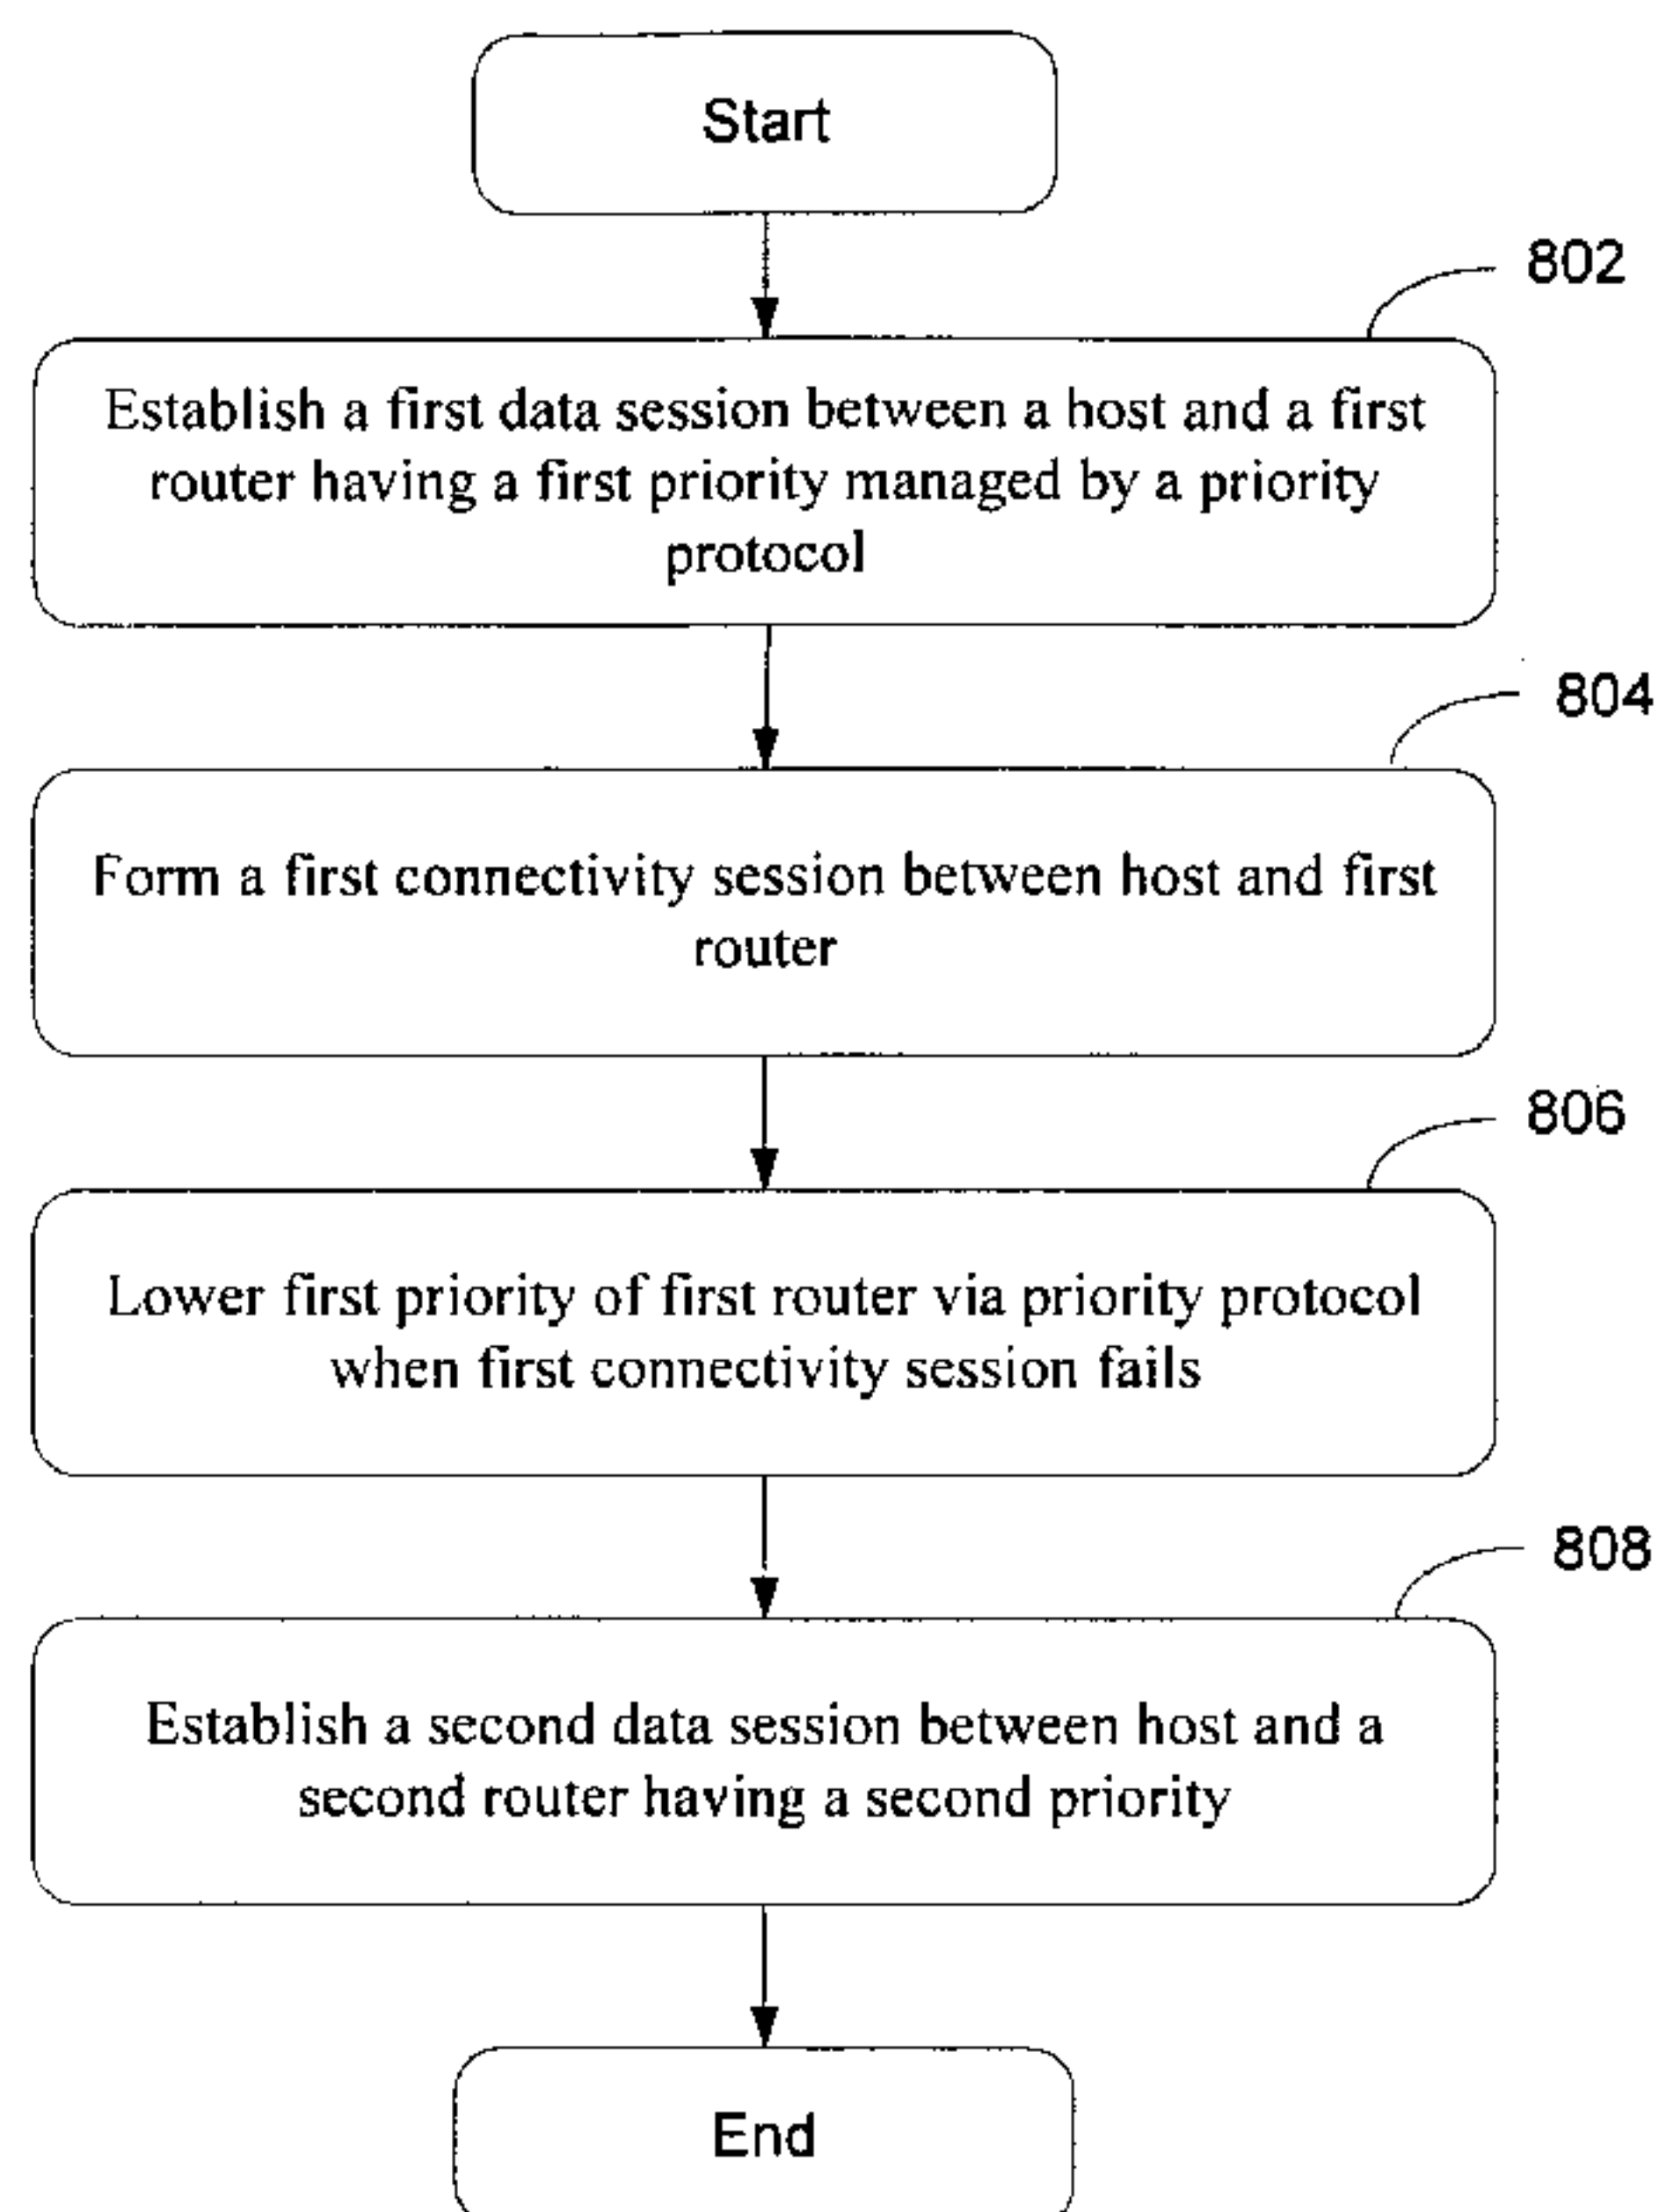 Start
802
Establish a first data session between a host and a first
router having a first priority managed by a priority
protocol
804
Form a first connectivity session between host and first
router
806
Lower first priority of first router via priority protocol
when first connectivity session fails
808
Establish a second data session between host and a
second router having a second priority
End